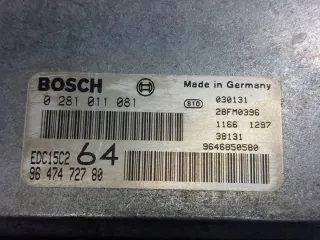 BOSCH
Made in Germany
0 281 011 081
810 030131
28FM0396
1166 1297
38131
9646850580
EDC15C2 64
96 474 727 80